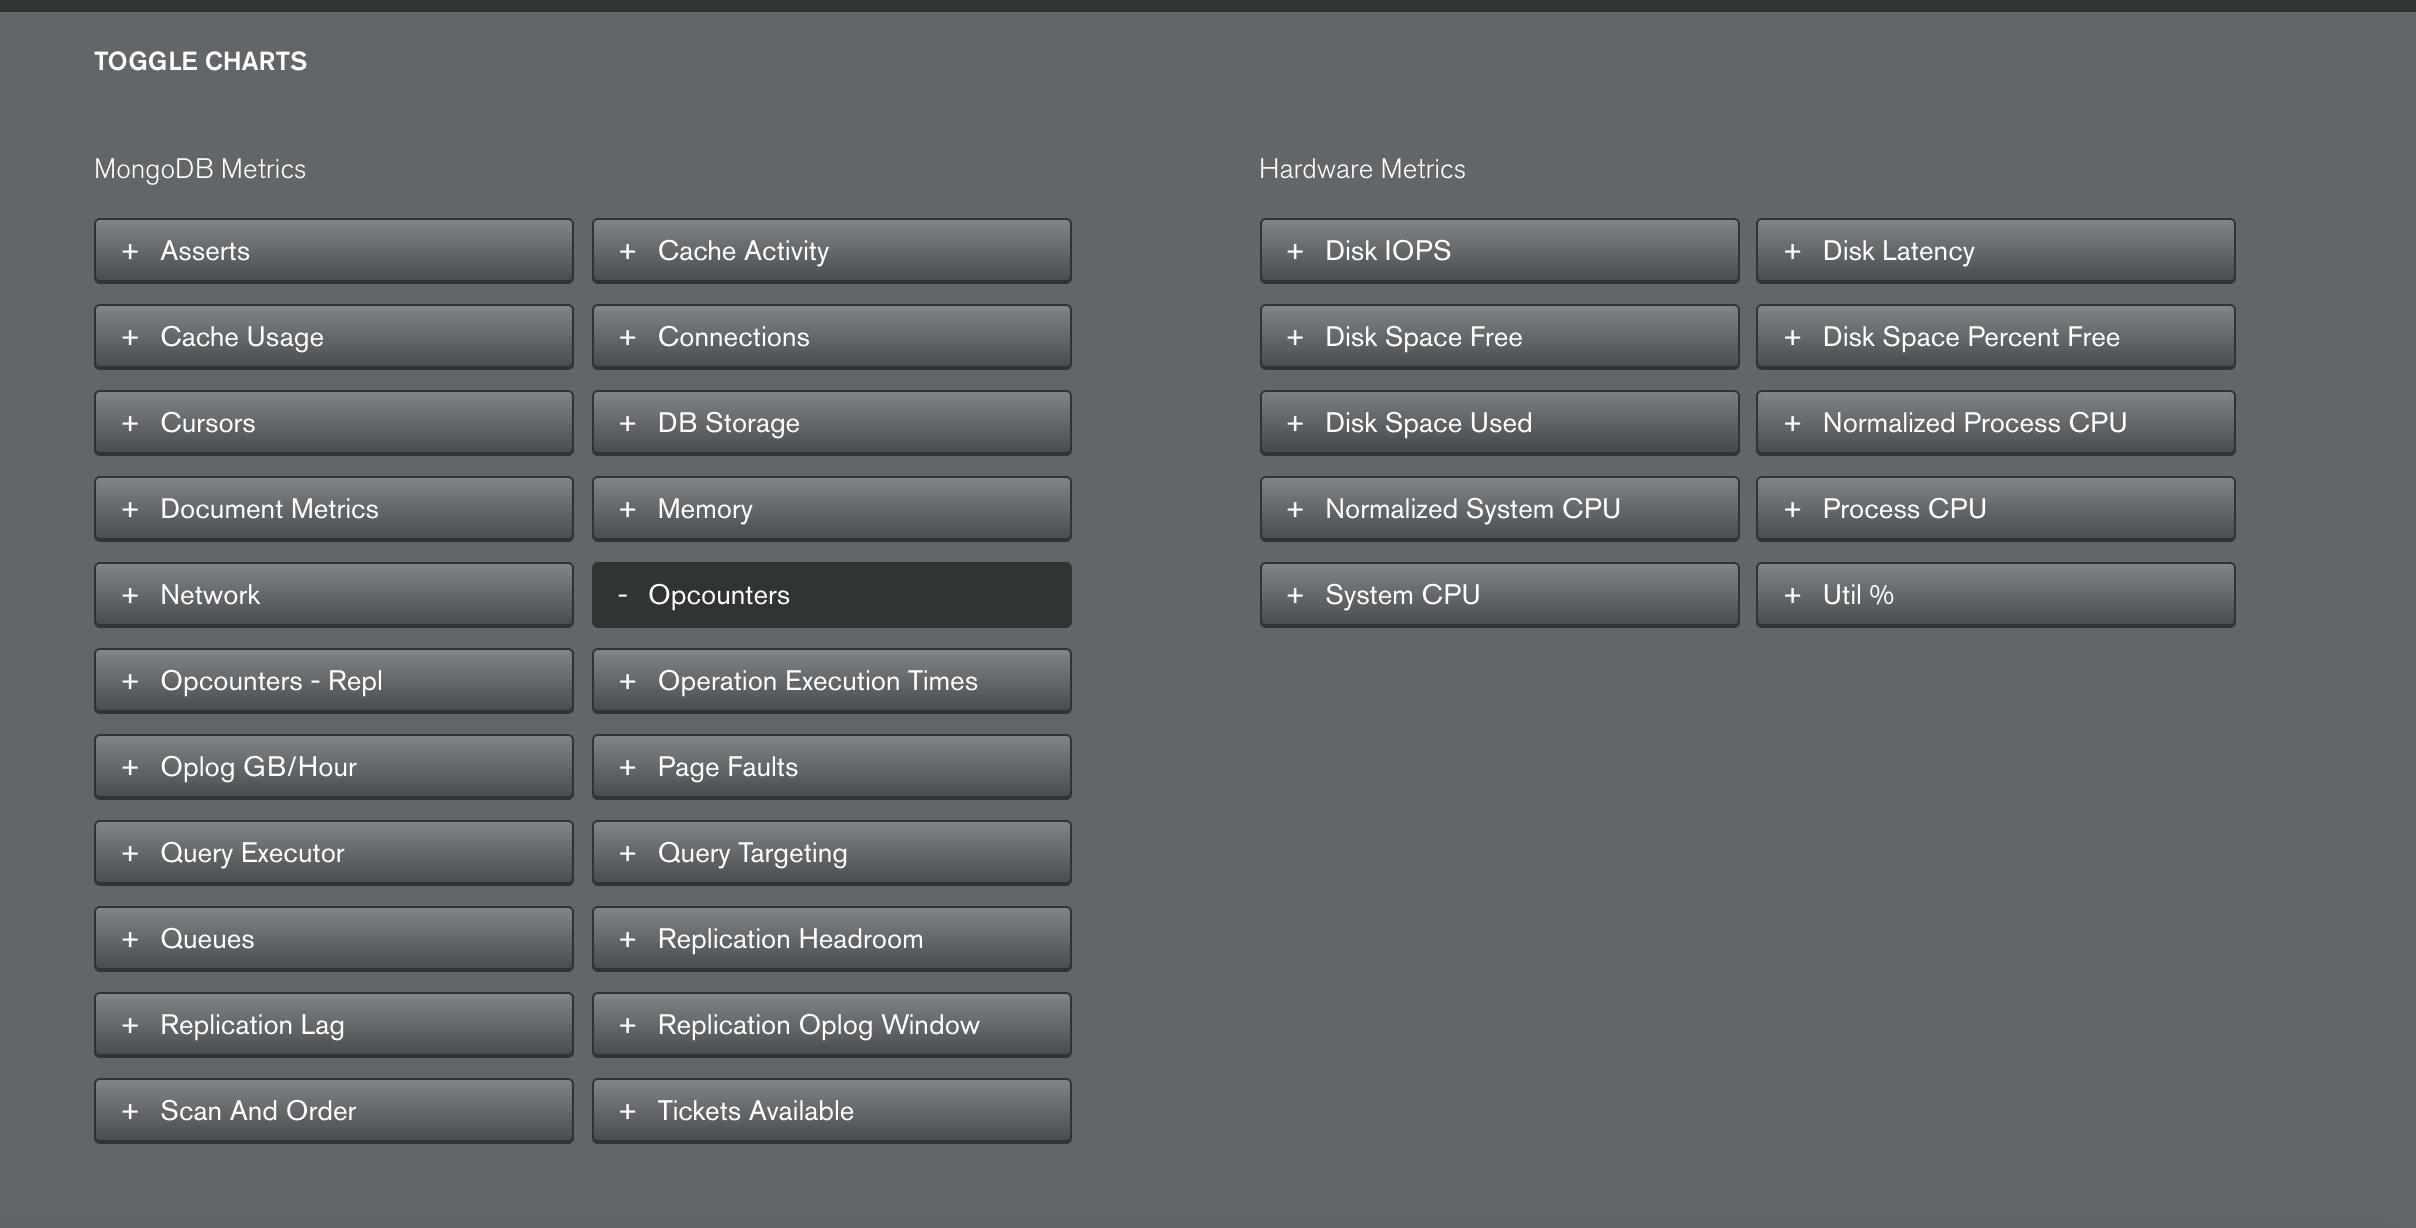 TOGGLE CHARTS
MongoDB Metrics
+ Asserts
+ Cache Activity
+ Cache Usage
+ Connections
+ Cursors
+ DB Storage
+ Document Metrics
+ Memory
+ Network
- Opcounters
+ Opcounters - Repl
+ Operation Execution Times
+ Oplog GB/Hour
+ Page Faults
+ Query Executor
+ Query Targeting
+ Queues
+ Replication Headroom
+ Replication Lag
+ Replication Oplog Window
+ Scan And Order
+ Tickets Available
Hardware Metrics
+ Disk IOPS
+ Disk Latency
+ Disk Space Free
+ Disk Space Percent Free
+ Disk Space Used
+ Normalized Process CPU
+ Normalized System CPU
+ Process CPU
+ System CPU
+ Util %